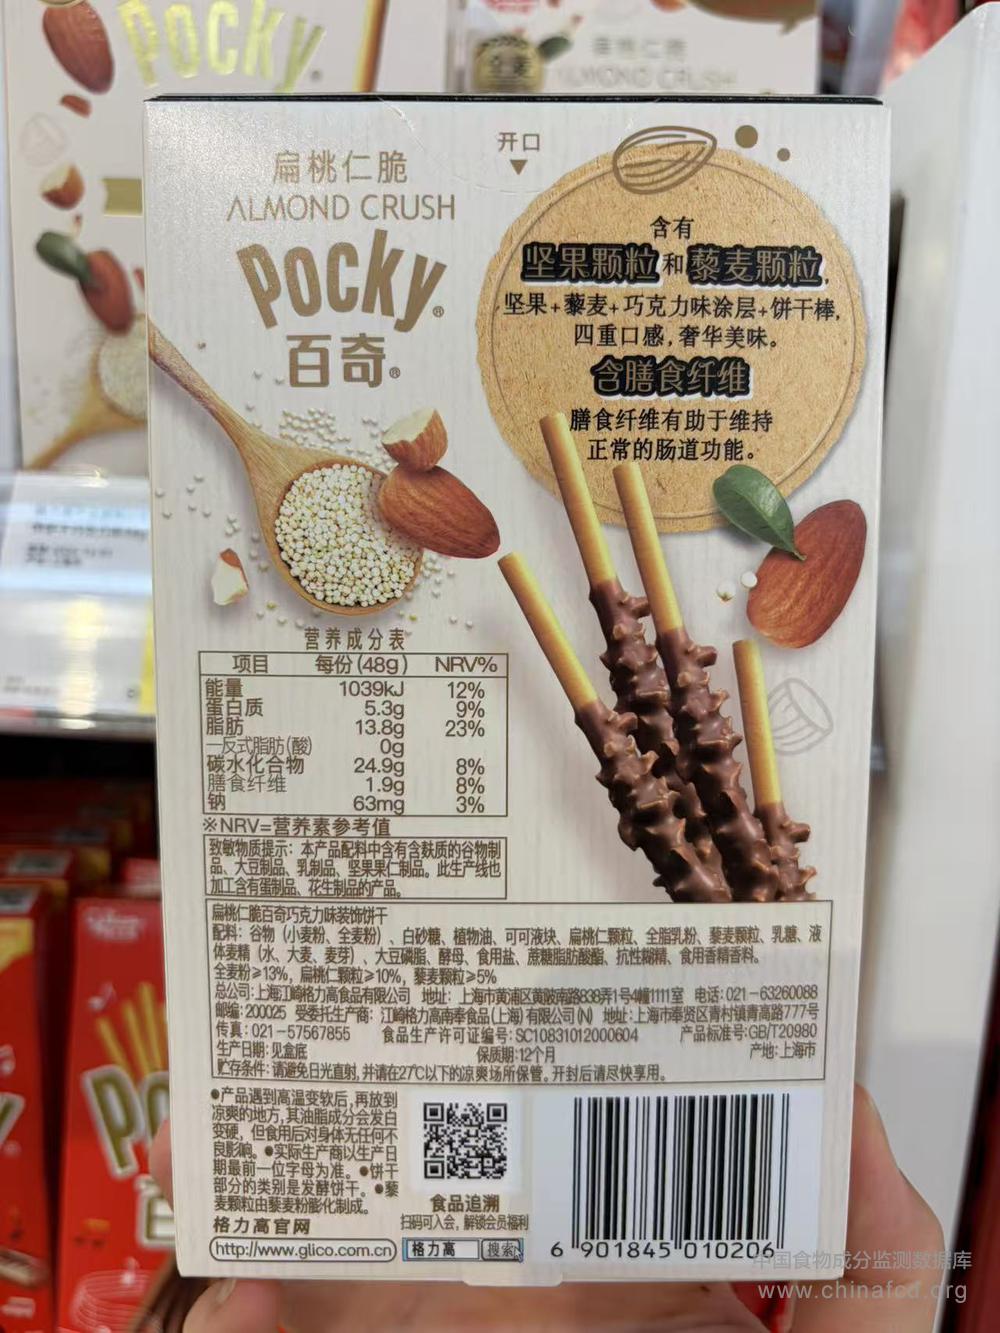 POCKY
ALMOND CRUSH
开口
扁桃仁脆
ALMOND CRUSH
Pocky®
百奇®
含有
坚果颗粒和藜麦颗粒,
坚果+藜麦+巧克力味涂层+饼干棒,
四重口感,奢华美味。
含膳食纤维
膳食纤维有助于维持
正常的肠道功能。
营养成分表
项目 每份(48g) NRV%
能量 1039kJ 12%
蛋白质 5.3g 9%
脂肪 13.8g 23%
—反式脂肪(酸) 0g
碳水化合物 24.9g 8%
膳食纤维 1.9g 8%
钠 63mg 3%
※NRV=营养素参考值
致敏物质提示：本产品配料中含有含麸质的谷物制
品、大豆制品、乳制品、坚果果仁制品。此生产线也
加工含有蛋制品、花生制品的产品。
扁桃仁脆百奇巧克力味装饰饼干
配料：谷物（小麦粉、全麦粉）、白砂糖、植物油、可可液块、扁桃仁颗粒、全脂乳粉、藜麦颗粒、乳糖、液
体麦精（水、大麦、麦芽）、大豆磷脂、酵母、食用盐、蔗糖脂肪酸酯、抗性糊精、食用香精香料。
全麦粉≥13%，扁桃仁颗粒≥10%，藜麦颗粒≥5%
总公司：上海江崎格力高食品有限公司 地址：上海市黄浦区黄陂南路838弄1号4幢1111室 电话：021-63260088
邮编：200025 受委托生产商：江崎格力高南奉食品(上海)有限公司(N) 地址：上海市奉贤区青村镇青高路777号
传真：021-57567855 食品生产许可证编号：SC10831012000604 产品标准号：GB/T20980
生产日期：见盒底 保质期：12个月 产地：上海市
贮存条件：请避免日光直射,并请在27℃以下的凉爽场所保管。开封后请尽快享用。
●产品遇到高温变软后,再放到
凉爽的地方,其油脂成分会发白
变硬，但食用后对身体无任何不
良影响。●实际生产商以生产日
期最前一位字母为准。●饼干
部分的类别是发酵饼干。●藜
麦颗粒由藜麦粉膨化制成。
格力高官网
http://www.glico.com.cn
食品追溯
扫码可入会，解锁会员福利
格力高 搜索
6 901845 010206
中国食物成分监测数据库
www.chinafcd.org